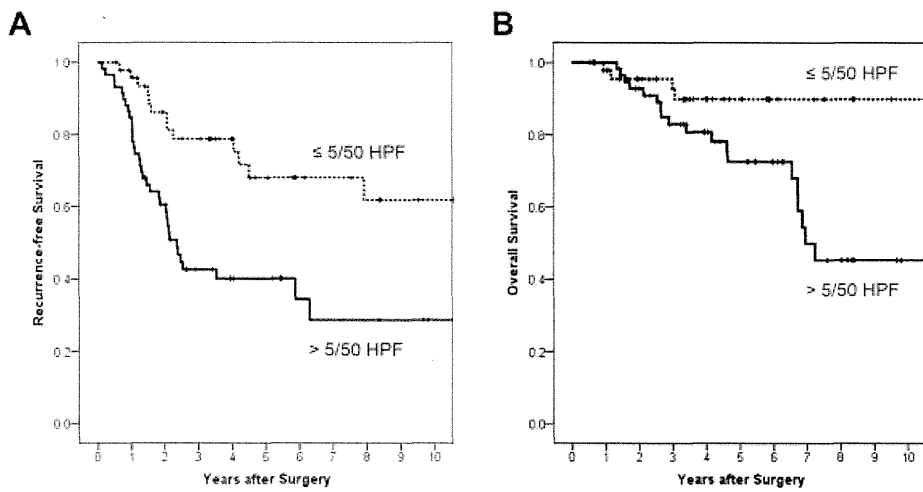 A
1.0
0.8
0.6
0.4
0.2
0.0
Recurrence-free Survival
≤ 5/50 HPF
> 5/50 HPF
0 1 2 3 4 5 6 7 8 9 10
Years after Surgery
B
1.0
0.8
0.6
0.4
0.2
0.0
Overall Survival
≤ 5/50 HPF
> 5/50 HPF
0 1 2 3 4 5 6 7 8 9 10
Years after Surgery